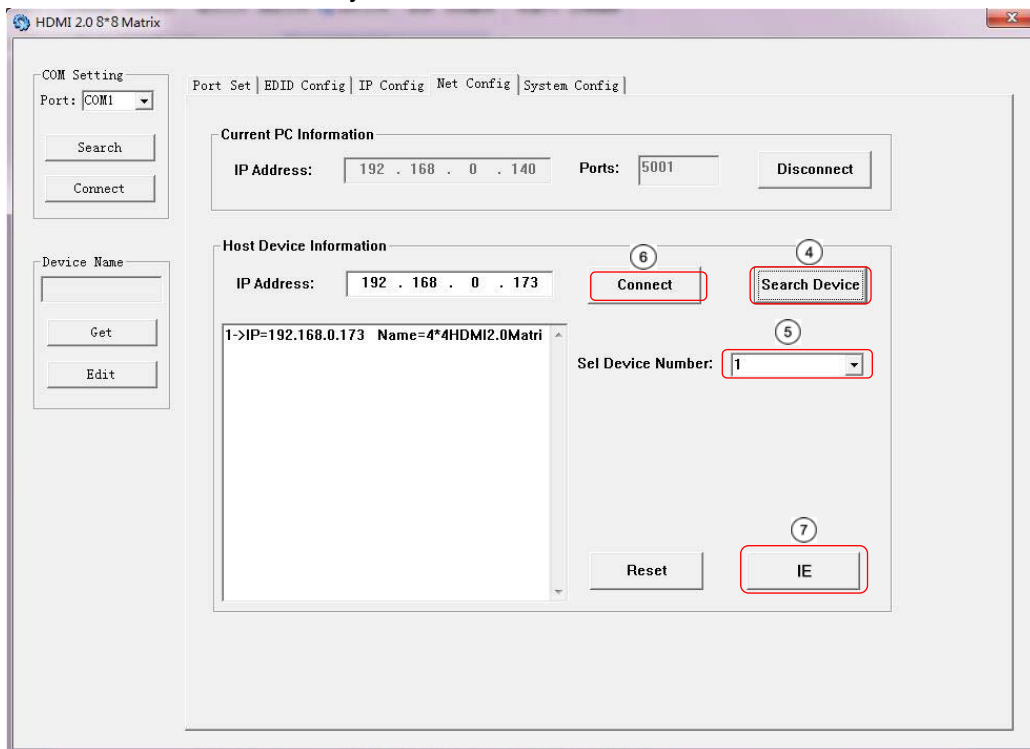 HDMI 2.0 8*8 Matrix
COM Setting
Port: COM1
Search
Connect
Device Name
Get
Edit
Port Set EDID Config IP Config Net Config System Config
Current PC Information
IP Address: 192 . 168 . 0 . 140 Ports: 5001 Disconnect
Host Device Information
6 4
IP Address: 192 . 168 . 0 . 173 Connect Search Device
1->IP=192.168.0.173 Name=4*4HDMI2.0Matri
5
Sel Device Number: 1
7
Reset IE